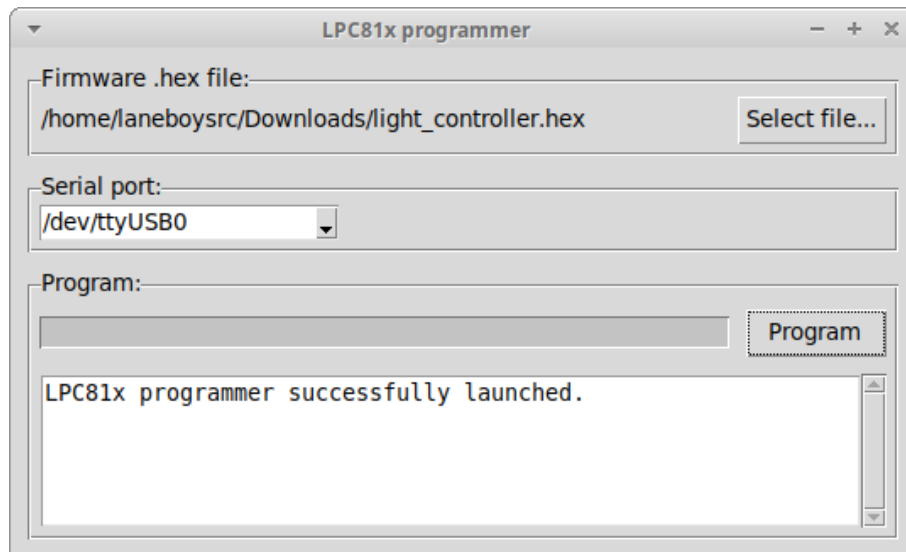 LPC81x programmer
Firmware .hex file:
/home/laneboysrc/Downloads/light_controller.hex Select file...
Serial port:
/dev/ttyUSB0
Program:
Program
LPC81x programmer successfully launched.